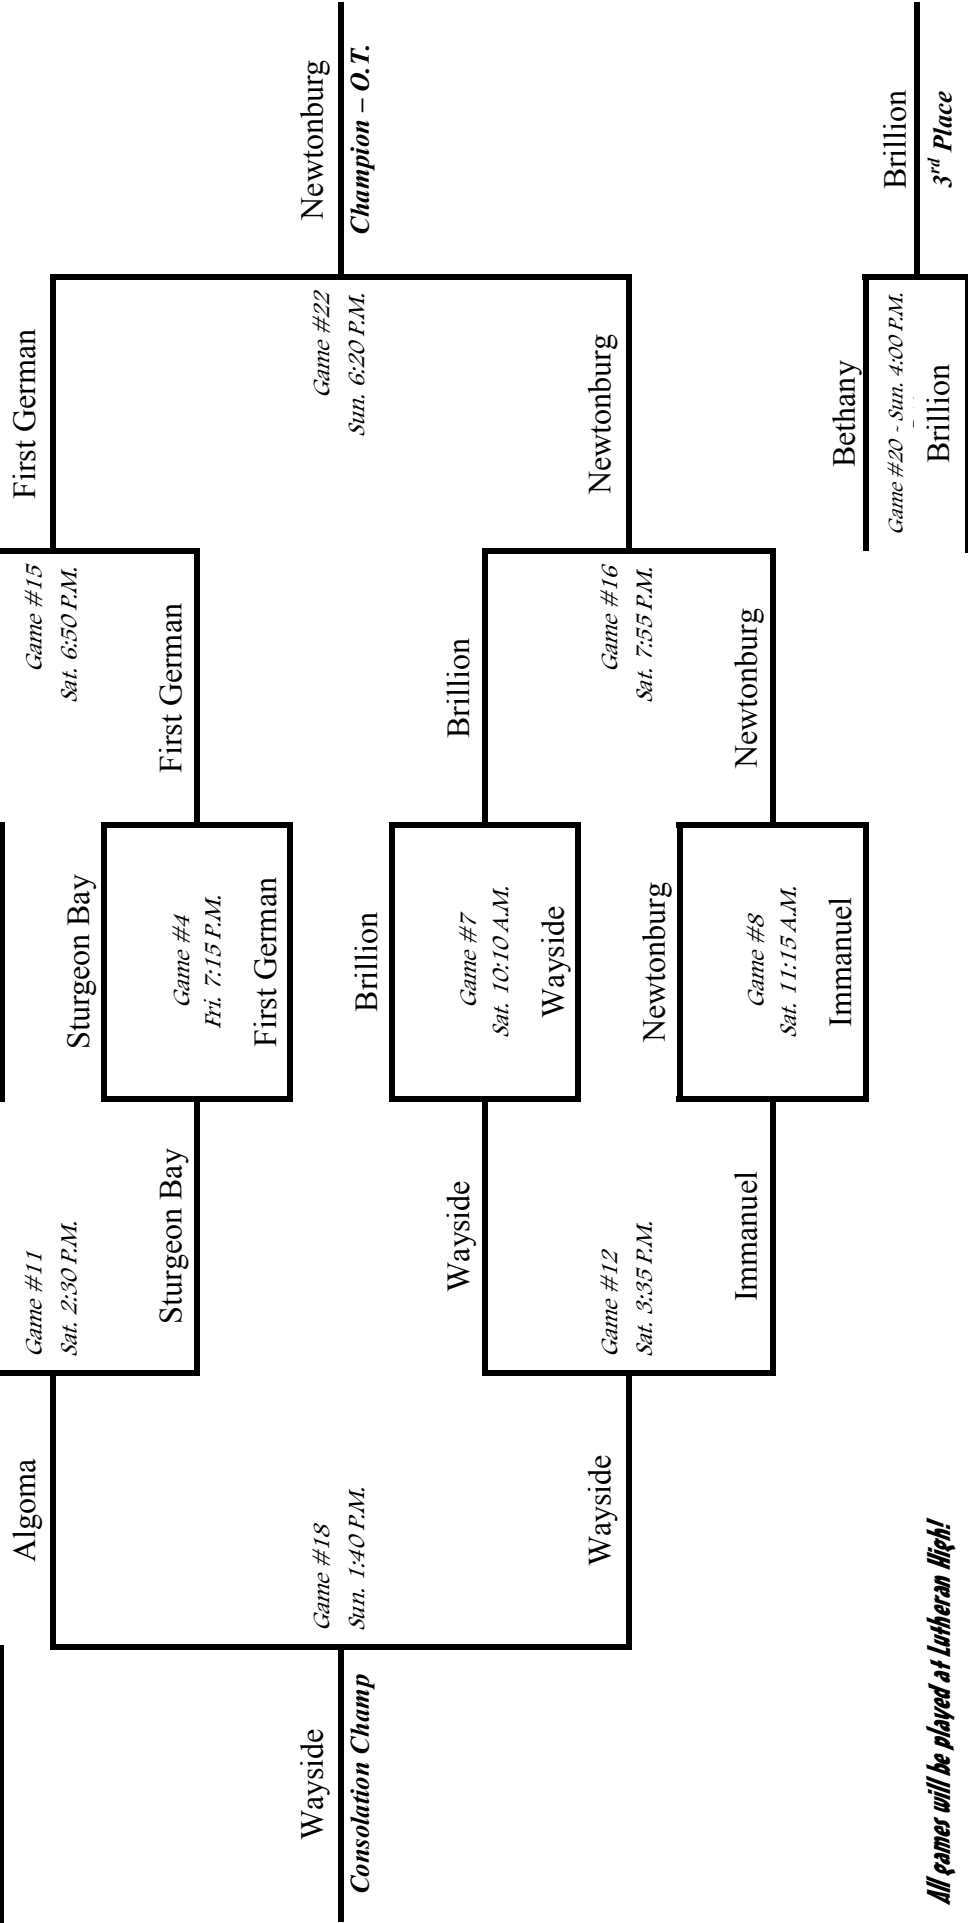 Algoma
First German
Game #11
Game #15
Sat. 2:30 P.M.
Sturgeon Bay
Sat. 6:50 P.M.
Sturgeon Bay
Game #4
First German
Fri. 7:15 P.M.
First German
Wayside
Game #18
Game #22
Newtonburg
Consolation Champ
Sun. 1:40 P.M.
Brillion
Sun. 6:20 P.M.
Champion – O.T.
Wayside
Game #7
Brillion
Sat. 10:10 A.M.
Wayside
Wayside
Game #12
Game #16
Newtonburg
Sat. 3:35 P.M.
Newtonburg
Sat. 7:55 P.M.
Immanuel
Game #8
Newtonburg
Sat. 11:15 A.M.
Immanuel
Bethany
Game #20 - Sun. 4:00 P.M.
Brillion
All games will be played at Lutheran High!
Brillion
3rd Place